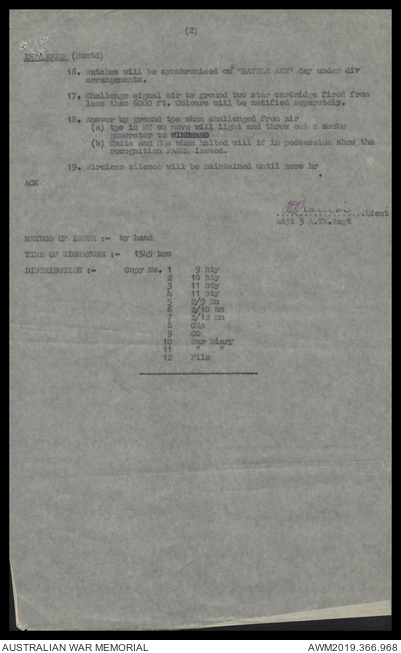 (2)
(Contd)
16. Watches will be synchronised on "BATTLE AXE" day under div
arrangements.
17. Challenge signal air to ground two star cartridge fired from
less than 6000 ft. Colours will be notified separately.
18. Answer by ground tps when challenged from air
(a) tps in MT on move will light and throw out a smoke
generator to WINDWARD
(b) Units and HQs when halted will if in possession show the
recognition issued.
19. Wireless silence will be maintained until zero hr
ACK
Lieut
Adjt 3 A.Tk.Regt
METHOD OF ISSUE :- by hand
TIME OF SIGNATURE :- 1545 hrs
DISTRIBUTION :- Copy No. 1 9 Bty
2 10 Bty
3 11 Bty
4 11 Bty
5 2/9 Bn
6 2/10 Bn
7 2/12 Bn
8 CRA
9 CO
10 War Diary
11 " "
12 File
AUSTRALIAN WAR MEMORIAL
AWM2019.366.968